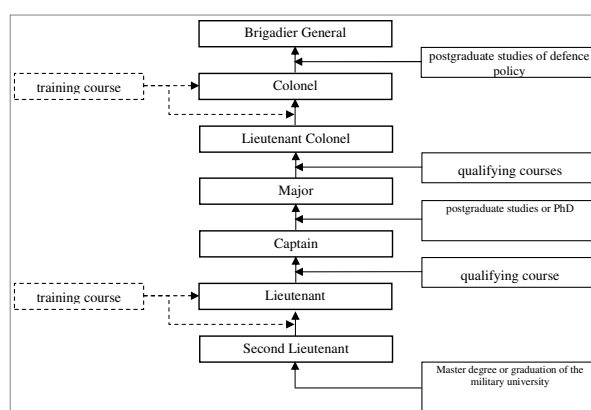 Brigadier General
postgraduate studies of defence
policy
training course
Colonel
Lieutenant Colonel
qualifying courses
Major
postgraduate studies or PhD
Captain
qualifying course
training course
Lieutenant
Second Lieutenant
Master degree or graduation of the
military university